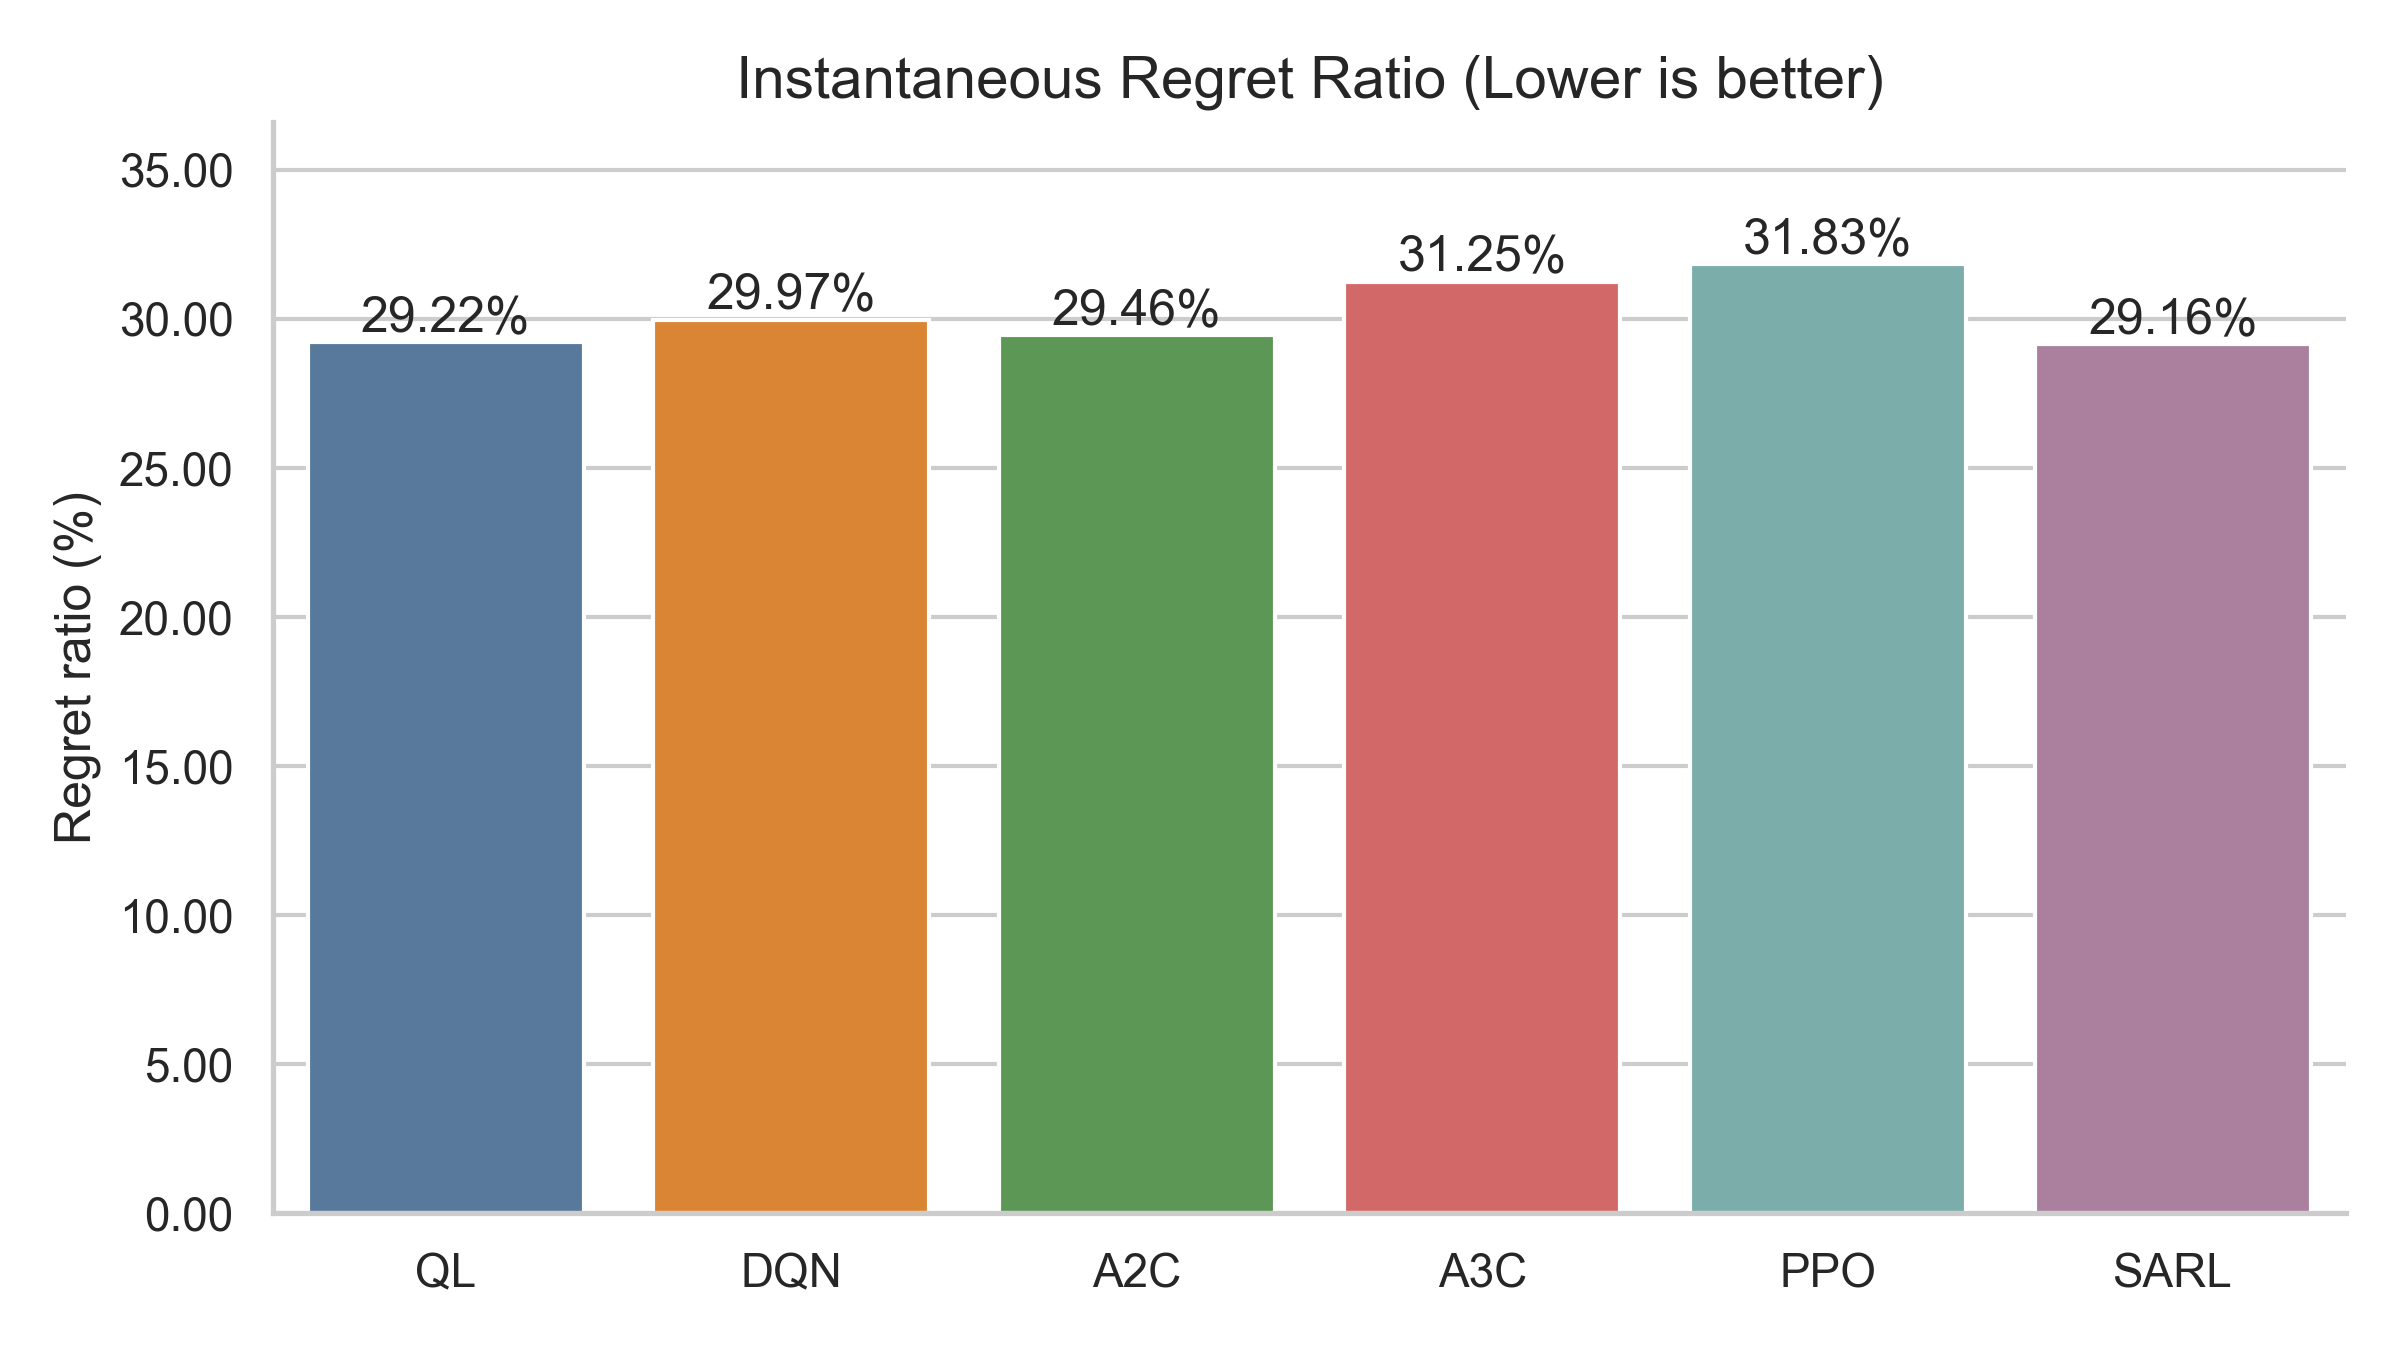 Instantaneous Regret Ratio (Lower is better)
Regret ratio (%)
35.00
30.00
25.00
20.00
15.00
10.00
5.00
0.00
29.22%
29.97%
29.46%
31.25%
31.83%
29.16%
QL
DQN
A2C
A3C
PPO
SARL